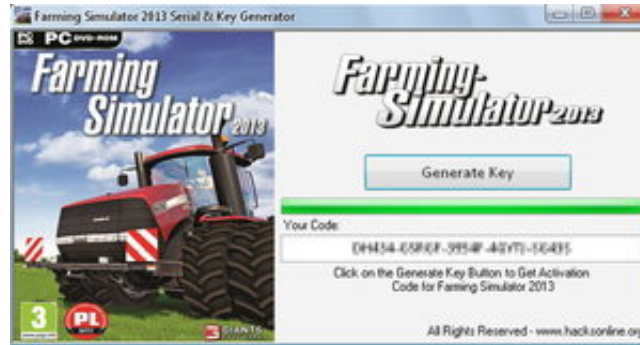 Farming Simulator 2013 Serial & Key Generator
PC DVD-ROM
Farming
Simulator 2013
3
PL
GIANTS
Farming-
Simulator 2013
Generate Key
Your Code:
Click on the Generate Key Button to Get Activation
Code for Farming Simulator 2013
All Rights Reserved - www.hacksonline.org